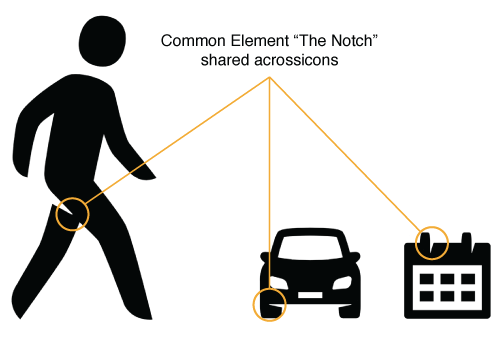 Common Element “The Notch”
shared acrossicons